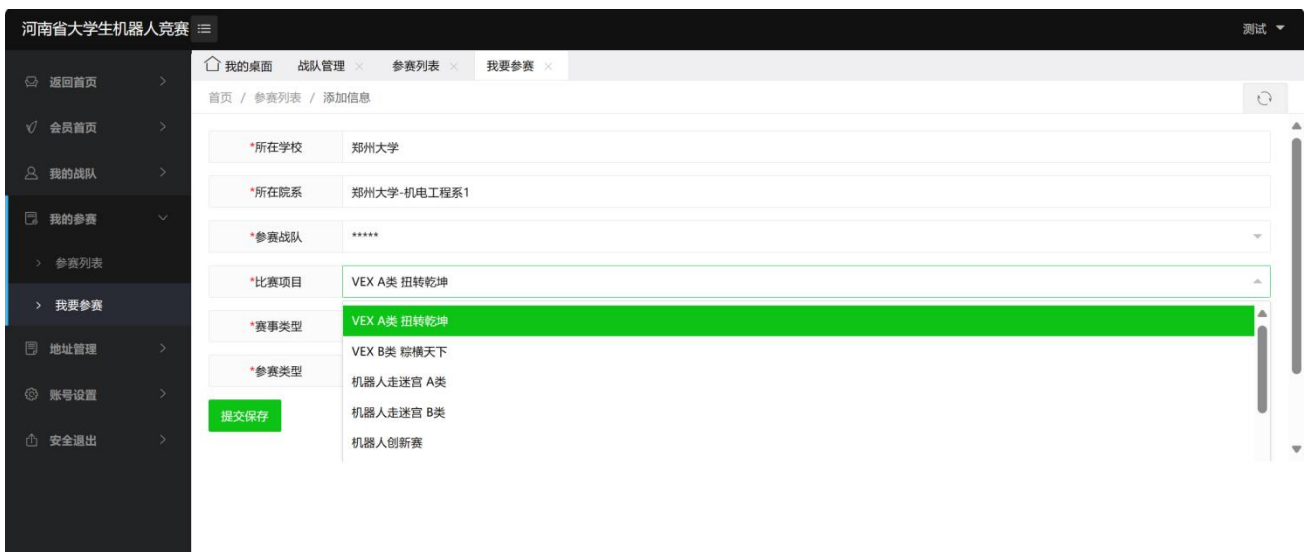 河南省大学生机器人竞赛
测试
返回首页
会员首页
我的战队
我的参赛
参赛列表
我要参赛
地址管理
账号设置
安全退出
我的桌面 战队管理 参赛列表 我要参赛
首页 / 参赛列表 / 添加信息
*所在学校 郑州大学
*所在院系 郑州大学-机电工程系1
*参赛战队 *****
*比赛项目 VEX A类 扭转乾坤
*赛事类型
*参赛类型
VEX A类 扭转乾坤
VEX B类 粽横天下
机器人走迷宫 A类
机器人走迷宫 B类
机器人创新赛
提交保存